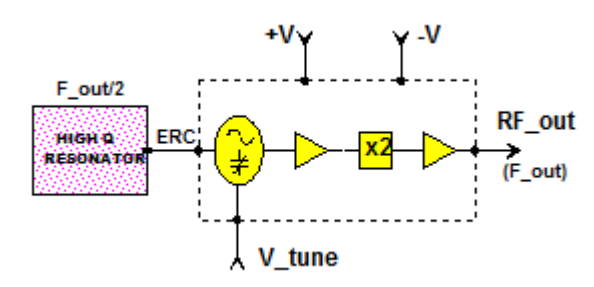 +V
-V
F_out/2
HIGH Q
RESONATOR
ERC
x2
RF_out
(F_out)
V_tune